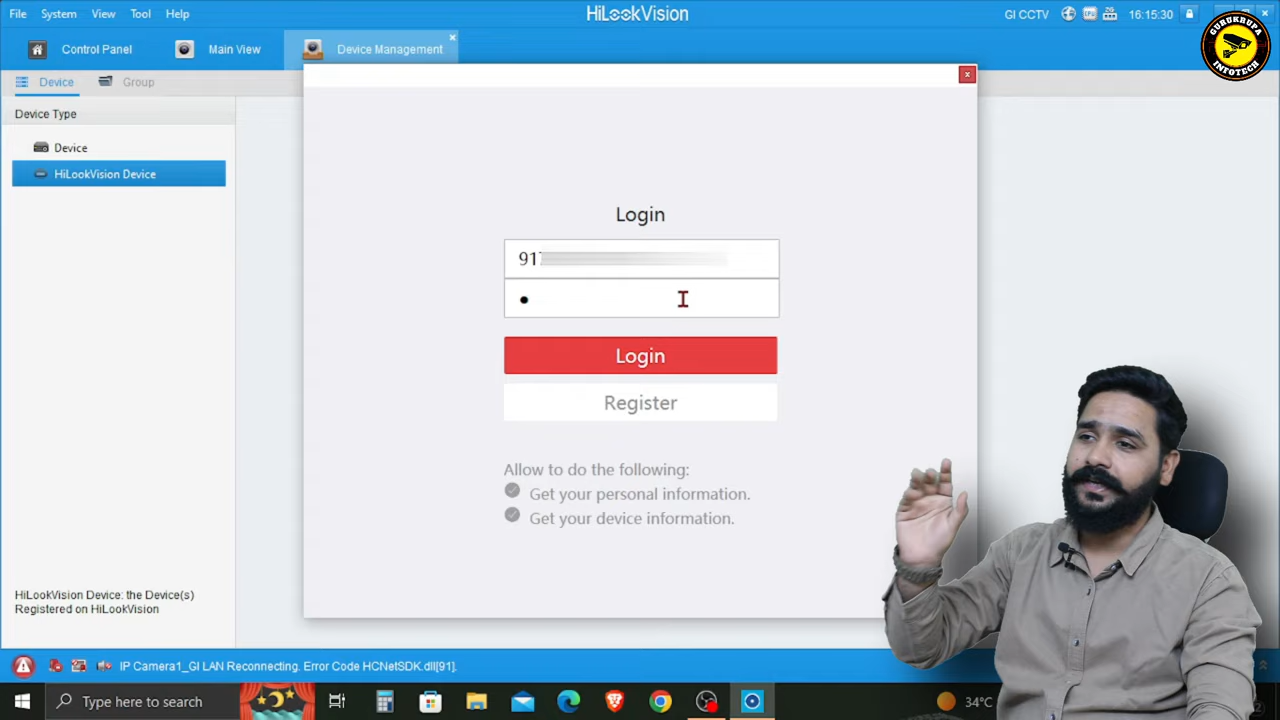 File System View Tool Help
HiLookVision
GI CCTV
16:15:30
GURUKRUPA
INFOTECH
Control Panel
Main View
Device Management
Device
Group
Device Type
Device
HiLookVision Device
Login
91
Login
Register
Allow to do the following:
Get your personal information.
Get your device information.
HiLookVision Device: the Device(s)
Registered on HiLookVision
IP Camera1_GI LAN Reconnecting. Error Code HCNetSDK.dll[91].
Type here to search
34°C